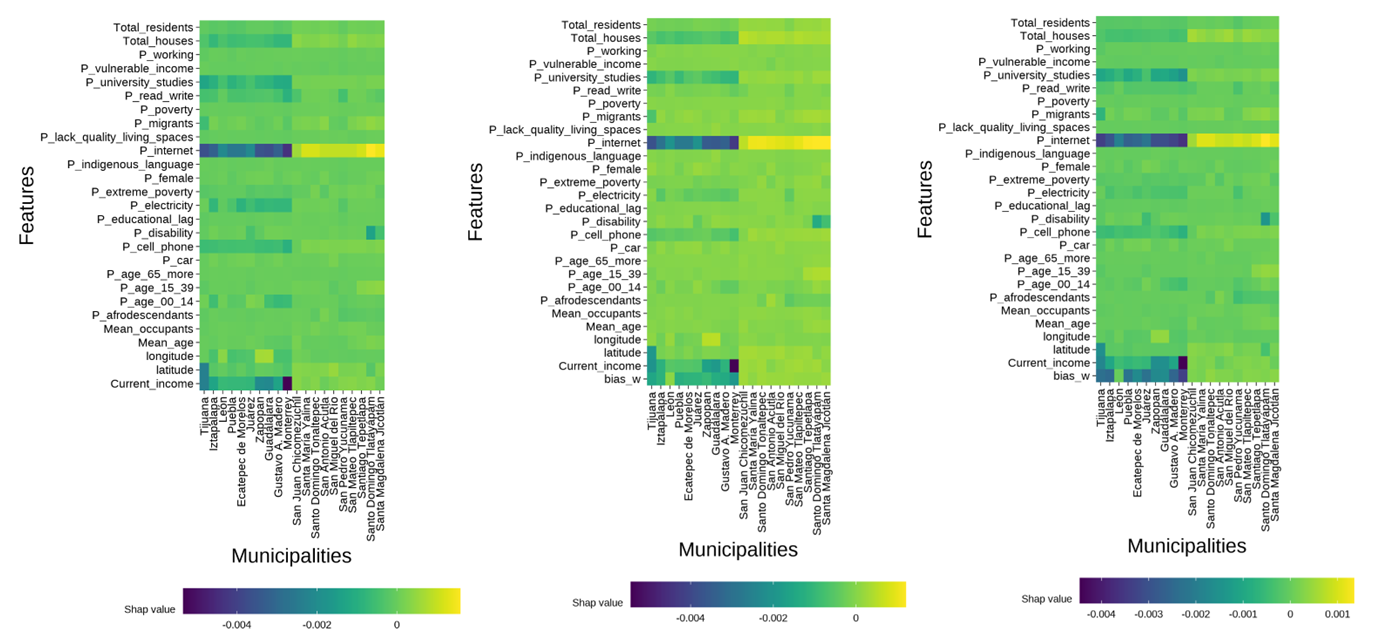 Features
Total_residents
Total_houses
P_working
P_vulnerable_income
P_university_studies
P_read_write
P_poverty
P_migrants
P_lack_quality_living_spaces
P_internet
P_indigenous_language
P_female
P_extreme_poverty
P_electricity
P_educational_lag
P_disability
P_cell_phone
P_car
P_age_65_more
P_age_15_39
P_age_00_14
P_afrodescendants
Mean_occupants
Mean_age
longitude
latitude
Current_income
Tijuana
Iztapalapa
León
Puebla
Ecatepec de Morelos
Juárez
Zapopan
Guadalajara
Gustavo A. Madero
Monterrey
San Juan Chicomezúchil
Santa María Yalina
Santo Domingo Tonaltepec
San Antonio Acutla
San Miguel del Río
San Pedro Yucunama
San Mateo Tlapiltepec
Santiago Tepetlapa
Santo Domingo Tlatayápam
Santa Magdalena Jicotlán
Municipalities
Shap value
-0.004
-0.002
0
Features
Total_residents
Total_houses
P_working
P_vulnerable_income
P_university_studies
P_read_write
P_poverty
P_migrants
P_lack_quality_living_spaces
P_internet
P_indigenous_language
P_female
P_extreme_poverty
P_electricity
P_educational_lag
P_disability
P_cell_phone
P_car
P_age_65_more
P_age_15_39
P_age_00_14
P_afrodescendants
Mean_occupants
Mean_age
longitude
latitude
Current_income
bias_w
Tijuana
Iztapalapa
León
Puebla
Ecatepec de Morelos
Juárez
Zapopan
Guadalajara
Gustavo A. Madero
Monterrey
San Juan Chicomezúchil
Santa María Yalina
Santo Domingo Tonaltepec
San Antonio Acutla
San Miguel del Río
San Pedro Yucunama
San Mateo Tlapiltepec
Santiago Tepetlapa
Santo Domingo Tlatayápam
Santa Magdalena Jicotlán
Municipalities
Shap value
-0.004
-0.002
0
Features
Total_residents
Total_houses
P_working
P_vulnerable_income
P_university_studies
P_read_write
P_poverty
P_migrants
P_lack_quality_living_spaces
P_internet
P_indigenous_language
P_female
P_extreme_poverty
P_electricity
P_educational_lag
P_disability
P_cell_phone
P_car
P_age_65_more
P_age_15_39
P_age_00_14
P_afrodescendants
Mean_occupants
Mean_age
longitude
latitude
Current_income
bias_w
Tijuana
Iztapalapa
León
Puebla
Ecatepec de Morelos
Juárez
Zapopan
Guadalajara
Gustavo A. Madero
Monterrey
San Juan Chicomezúchil
Santa María Yalina
Santo Domingo Tonaltepec
San Antonio Acutla
San Miguel del Río
San Pedro Yucunama
San Mateo Tlapiltepec
Santiago Tepetlapa
Santo Domingo Tlatayápam
Santa Magdalena Jicotlán
Municipalities
Shap value
-0.004
-0.003
-0.002
-0.001
0
0.001